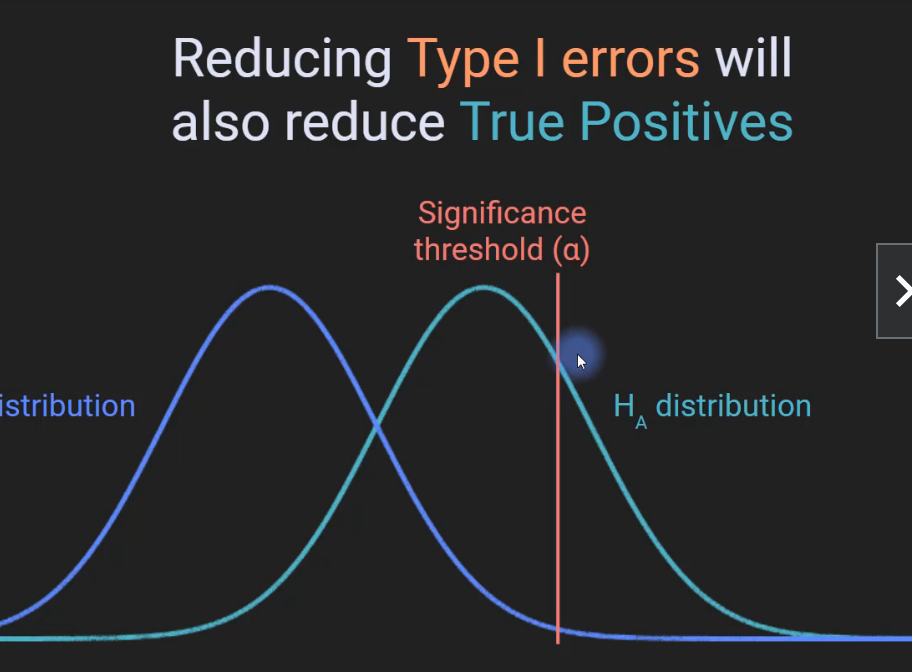 Reducing Type I errors will
also reduce True Positives
Significance
threshold (α)
istribution
H_A distribution